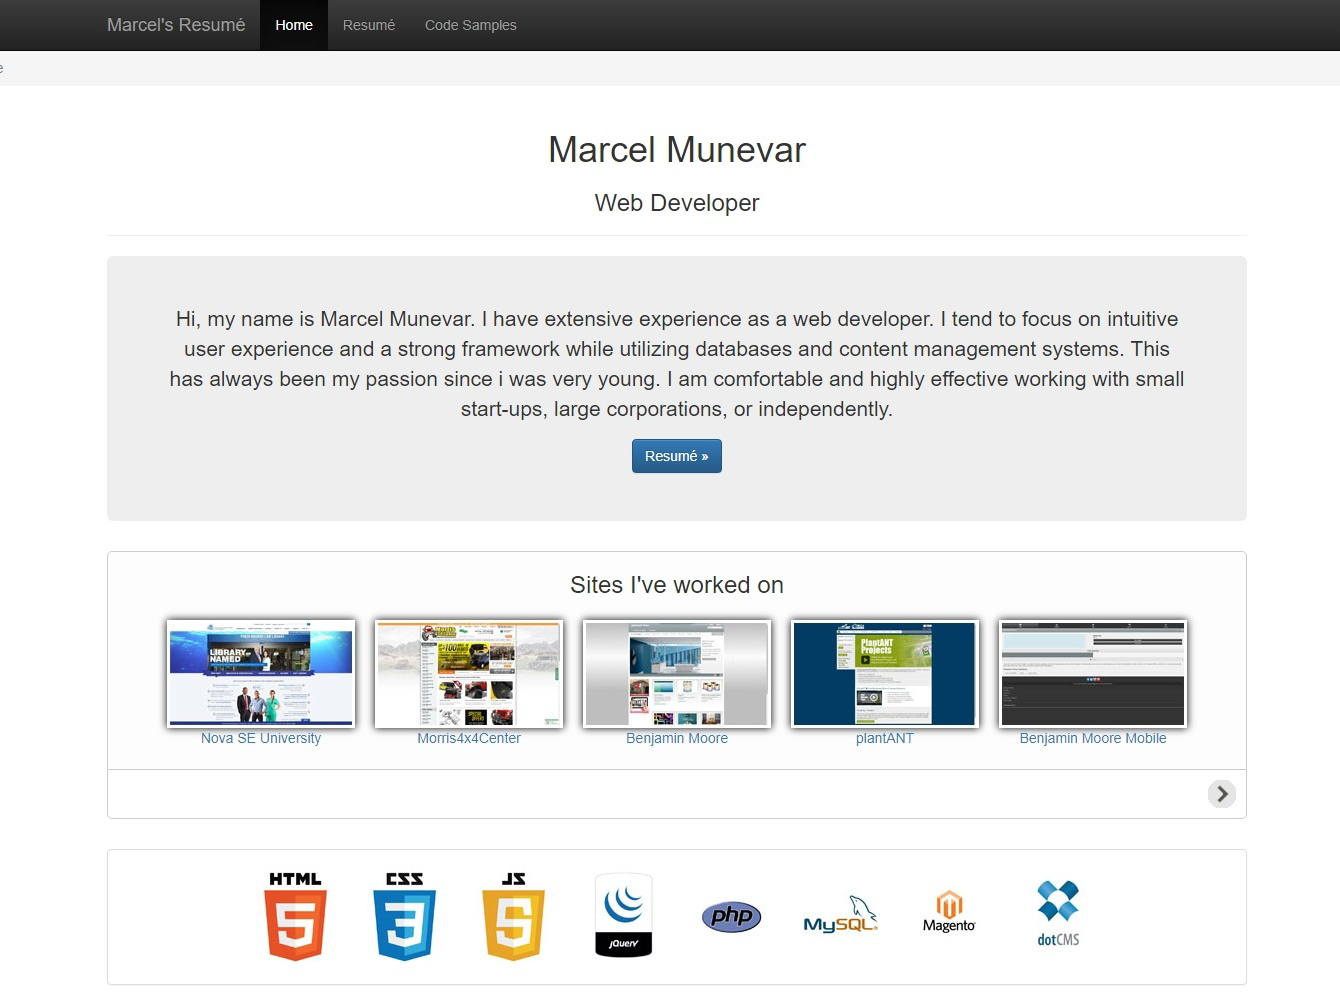 Marcel's Resumé Home Resumé Code Samples
e
Marcel Munevar
Web Developer
Hi, my name is Marcel Munevar. I have extensive experience as a web developer. I tend to focus on intuitive
user experience and a strong framework while utilizing databases and content management systems. This
has always been my passion since i was very young. I am comfortable and highly effective working with small
start-ups, large corporations, or independently.
Resumé »
Sites I've worked on
LIBRARY
NAMED
PlantANT
Projects
Nova SE University Morris4x4Center Benjamin Moore plantANT Benjamin Moore Mobile
HTML CSS JS
5 3
jQuery php MySQL Magento dotCMS